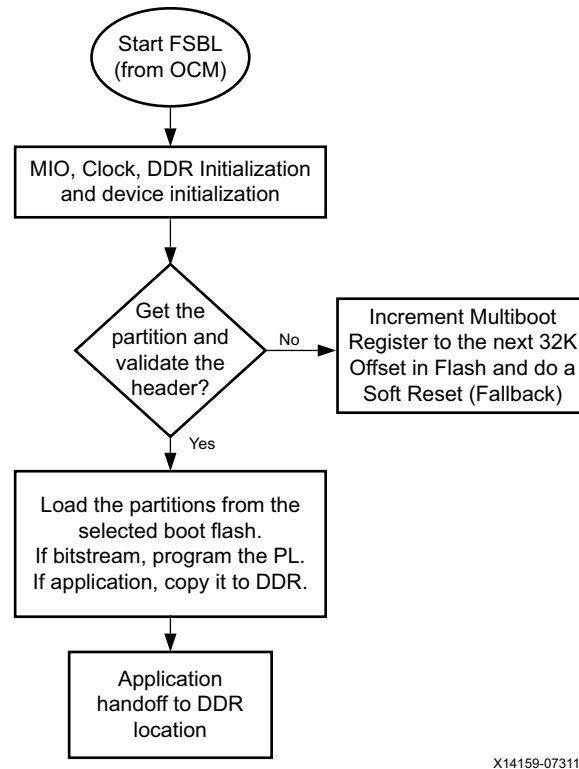 Start FSBL
(from OCM)
MIO, Clock, DDR Initialization
and device initialization
Get the
partition and
validate the
header?
No
Increment Multiboot
Register to the next 32K
Offset in Flash and do a
Soft Reset (Fallback)
Yes
Load the partitions from the
selected boot flash.
If bitstream, program the PL.
If application, copy it to DDR.
Application
handoff to DDR
location
X14159-07311